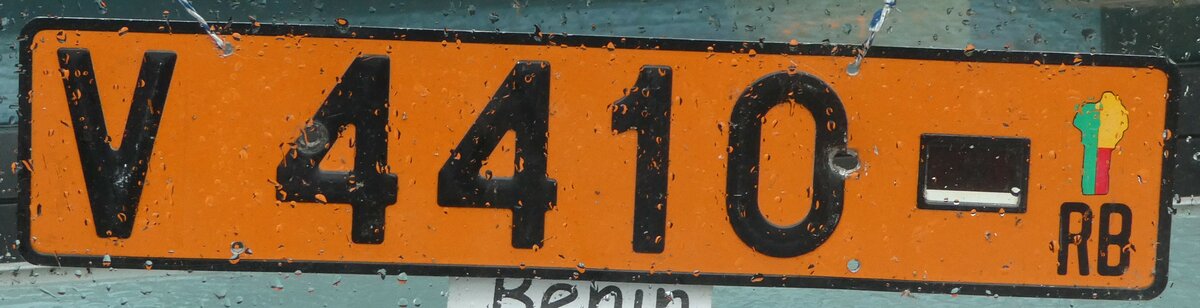 V 4410 -
RB
Benin